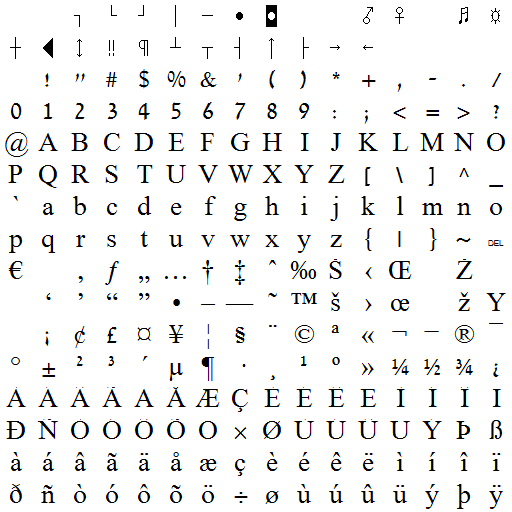 ┐ └ ┘ │ ─ • ◘ ♂ ♀ ♬ ☼
┼ ◀ ↕ ‼ ¶ ┴ ┬ ┤ ↑ ├ → ←
! " # $ % & ' ( ) * + , - . /
0 1 2 3 4 5 6 7 8 9 : ; < = > ?
@ A B C D E F G H I J K L M N O
P Q R S T U V W X Y Z [ \ ] ^ _
` a b c d e f g h i j k l m n o
p q r s t u v w x y z { | } ~ DEL
€ ‚ ƒ „ … † ‡ ˆ ‰ Š ‹ Œ Ž
‘ ’ “ ” • – — ˜ ™ š › œ ž Ÿ
¡ ¢ £ ¤ ¥ ¦ § ¨ © ª « ¬ − ® ¯
° ± ² ³ ´ µ ¶ · ¸ ¹ º » ¼ ½ ¾ ¿
À Á Â Ã Ä Å Æ Ç È É Ê Ë Ì Í Î Ï
Ð Ñ Ò Ó Ô Õ Ö × Ø Ù Ú Û Ü Ý Þ ß
à á â ã ä å æ ç è é ê ë ì í î ï
ð ñ ò ó ô õ ö ÷ ø ù ú û ü ý þ ÿ